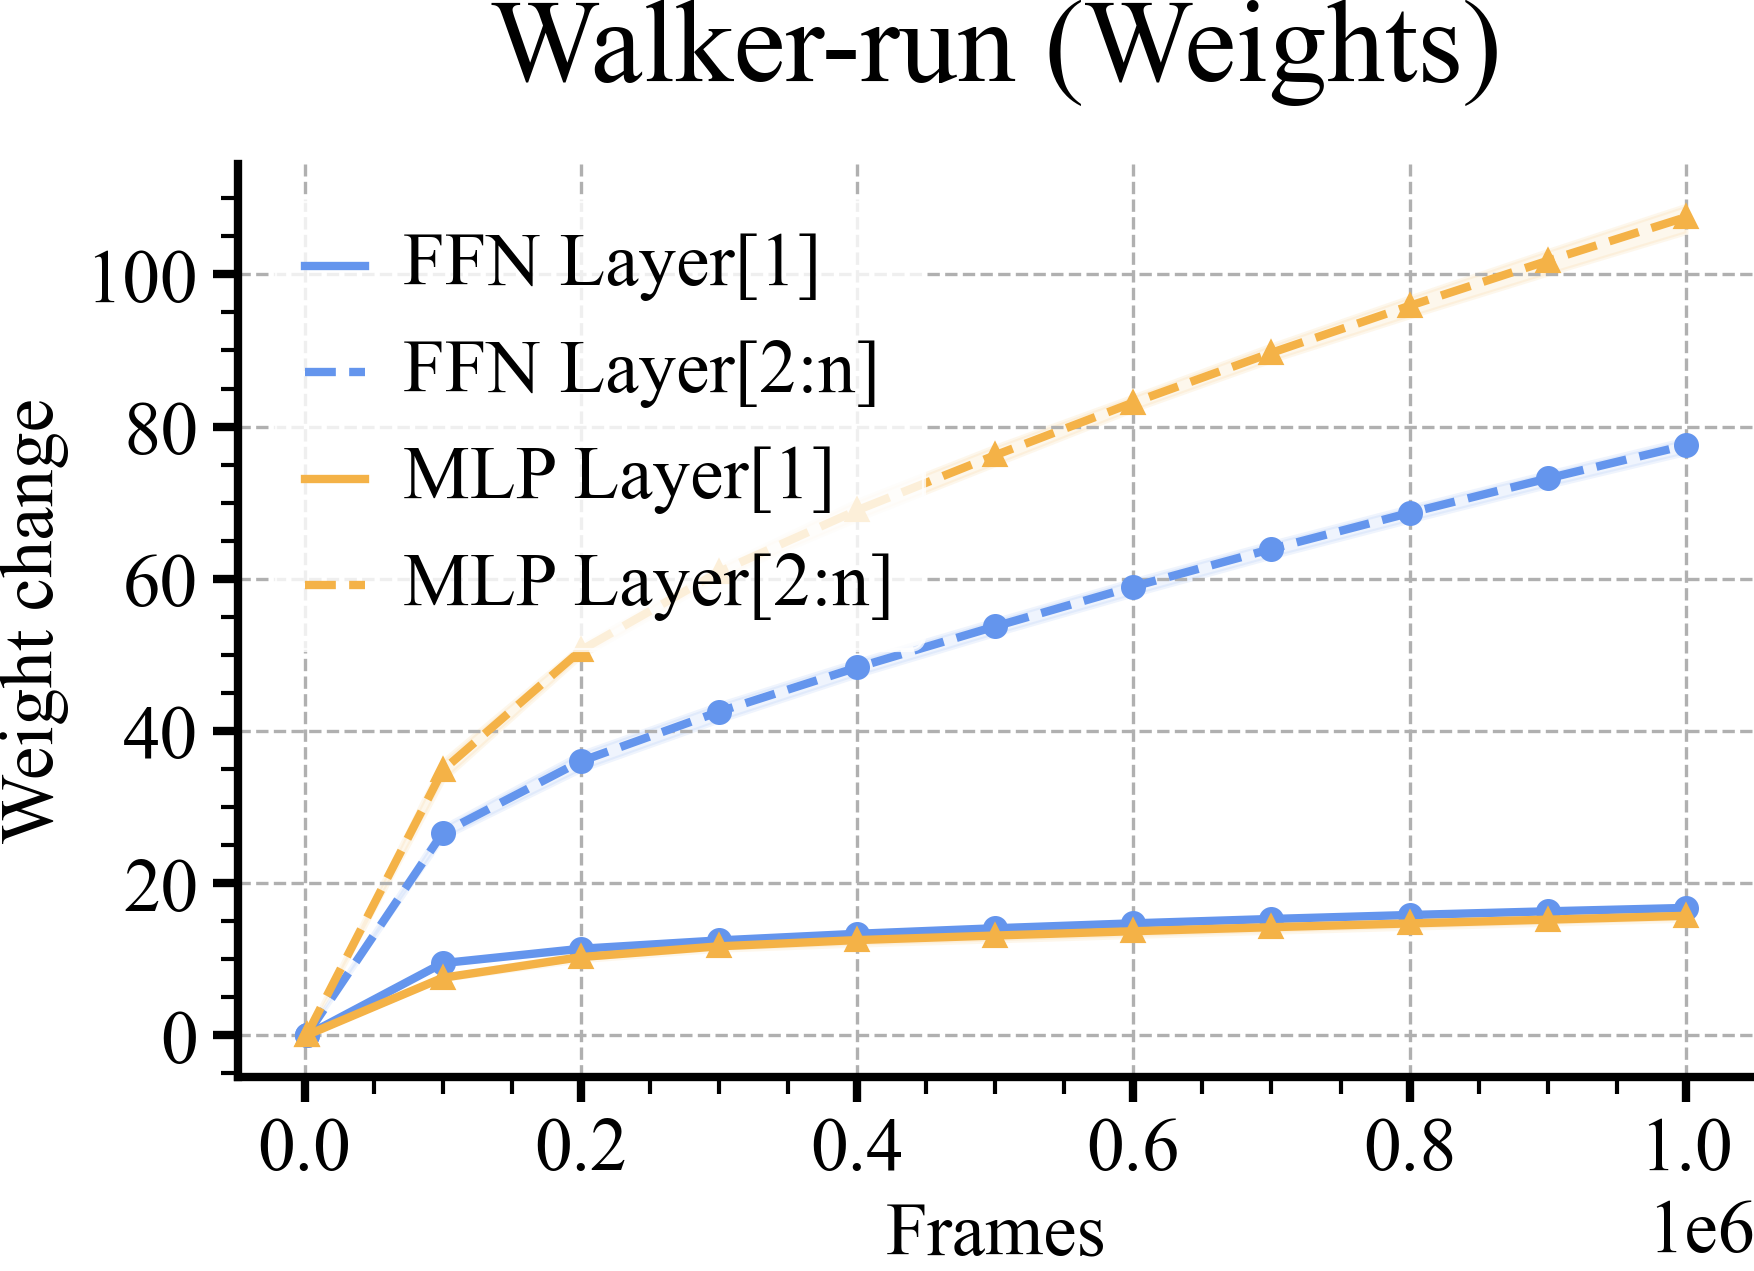 Walker-run (Weights)
Weight change
100
80
60
40
20
0
FFN Layer[1]
FFN Layer[2:n]
MLP Layer[1]
MLP Layer[2:n]
0.0 0.2 0.4 0.6 0.8 1.0
Frames
1e6